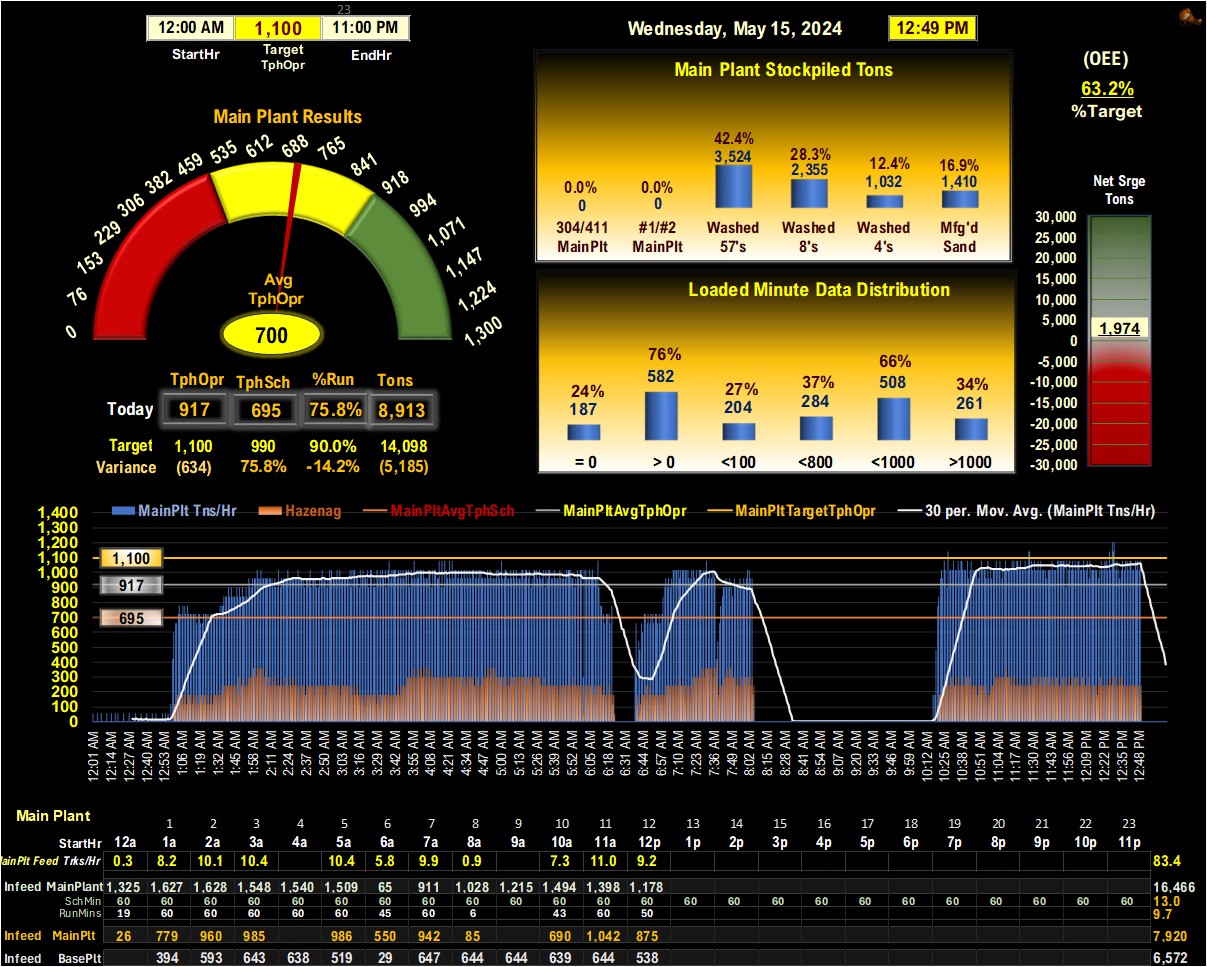 23
12:00 AM 1,100 11:00 PM
StartHr Target TphOpr EndHr
Wednesday, May 15, 2024 12:49 PM
(OEE)
63.2%
%Target
Main Plant Results
0 76 153 229 306 382 459 535 612 688 765 841 918 994 1,071 1,147 1,224 1,300
Avg
TphOpr
700
TphOpr TphSch %Run Tons
Today 917 695 75.8% 8,913
Target 1,100 990 90.0% 14,098
Variance (634) 75.8% -14.2% (5,185)
Main Plant Stockpiled Tons
0.0% 0.0% 42.4% 28.3% 12.4% 16.9%
0 0 3,524 2,355 1,032 1,410
304/411 #1/#2 Washed Washed Washed Mfg'd
MainPlt MainPlt 57's 8's 4's Sand
Loaded Minute Data Distribution
24% 76% 27% 37% 66% 34%
187 582 204 284 508 261
= 0 > 0 <100 <800 <1000 >1000
Net Srge
Tons
30,000
25,000
20,000
15,000
10,000
5,000
1,974
0
-5,000
-10,000
-15,000
-20,000
-25,000
-30,000
MainPlt Tns/Hr Hazenag MainPltAvgTphSch MainPltAvgTphOpr MainPltTargetTphOpr 30 per. Mov. Avg. (MainPlt Tns/Hr)
1,400
1,300
1,200
1,100
1,000
900
800
700
600
500
400
300
200
100
0
1,100
917
695
12:01 AM 12:14 AM 12:27 AM 12:40 AM 12:53 AM 1:06 AM 1:19 AM 1:32 AM 1:45 AM 1:58 AM 2:11 AM 2:24 AM 2:37 AM 2:50 AM 3:03 AM 3:16 AM 3:29 AM 3:42 AM 3:55 AM 4:08 AM 4:21 AM 4:34 AM 4:47 AM 5:00 AM 5:13 AM 5:26 AM 5:39 AM 5:52 AM 6:05 AM 6:18 AM 6:31 AM 6:44 AM 6:57 AM 7:10 AM 7:23 AM 7:36 AM 7:49 AM 8:02 AM 8:15 AM 8:28 AM 8:41 AM 8:54 AM 9:07 AM 9:20 AM 9:33 AM 9:46 AM 9:59 AM 10:12 AM 10:25 AM 10:38 AM 10:51 AM 11:04 AM 11:17 AM 11:30 AM 11:43 AM 11:56 AM 12:09 PM 12:22 PM 12:35 PM 12:48 PM
Main Plant
1 2 3 4 5 6 7 8 9 10 11 12 13 14 15 16 17 18 19 20 21 22 23
StartHr 12a 1a 2a 3a 4a 5a 6a 7a 8a 9a 10a 11a 12p 1p 2p 3p 4p 5p 6p 7p 8p 9p 10p 11p
MainPlt Feed Trks/Hr 0.3 8.2 10.1 10.4 10.4 5.8 9.9 0.9 7.3 11.0 9.2 83.4
Infeed MainPlant 1,325 1,627 1,628 1,548 1,540 1,509 65 911 1,028 1,215 1,494 1,398 1,178 16,466
SchMin 60 60 60 60 60 60 60 60 60 60 60 60 60 60 60 60 60 60 60 60 60 60 60 60 13.0
RunMins 19 60 60 60 60 45 60 6 43 60 50 9.7
Infeed MainPlt 26 779 960 985 986 550 942 85 690 1,042 875 7,920
Infeed BasePlt 394 593 643 638 519 29 647 644 644 639 644 538 6,572